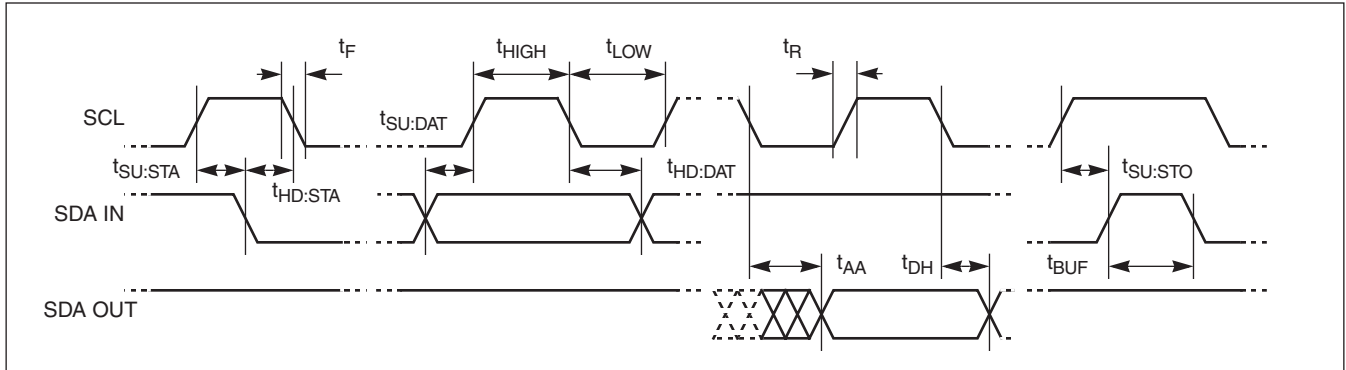 tF tHIGH tLOW tR
SCL
tSU:DAT
tSU:STA tHD:STA tHD:DAT tSU:STO
SDA IN
tAA tDH tBUF
SDA OUT